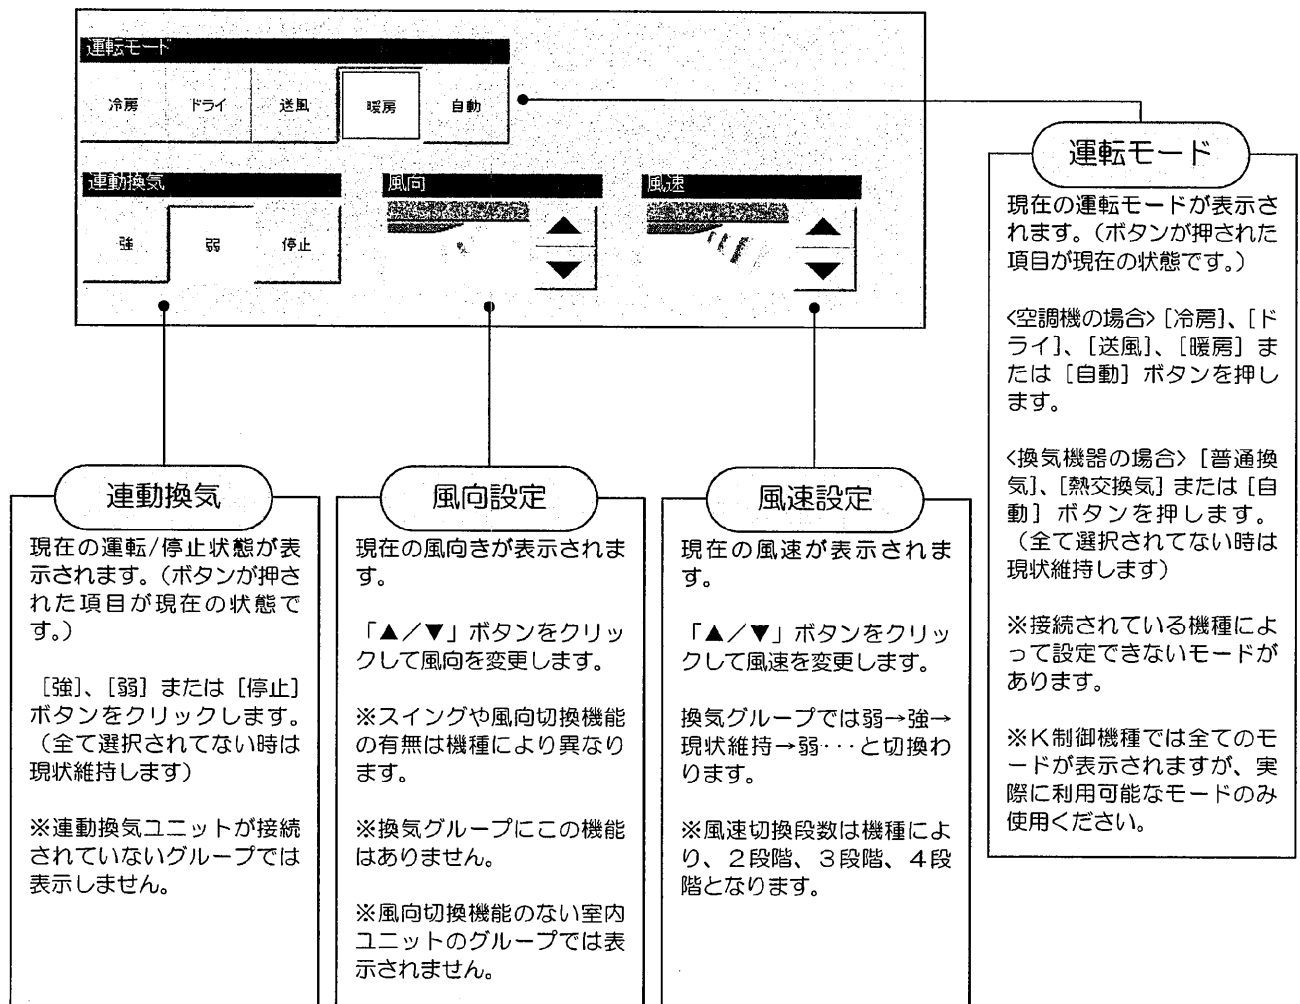 運転モード
冷房 ドライ 送風 暖房 自動
連動換気 風向 風速
強 弱 停止
運転モード
現在の運転モードが表示さ
れます。（ボタンが押された
項目が現在の状態です。）
<空調機の場合>［冷房］、［ド
ライ］、［送風］、［暖房］ま
たは［自動］ボタンを押し
ます。
<換気機器の場合>［普通換
気］、［熱交換気］または［自
動］ボタンを押します。
（全て選択されてない時は
現状維持します）
※接続されている機種によ
って設定できないモードが
あります。
※K制御機種では全てのモ
ードが表示されますが、実
際に利用可能なモードのみ
使用ください。
連動換気
現在の運転/停止状態が表
示されます。（ボタンが押さ
れた項目が現在の状態で
す。）
［強］、［弱］または［停止］
ボタンをクリックします。
（全て選択されてない時は
現状維持します）
※連動換気ユニットが接続
されていないグループでは
表示しません。
風向設定
現在の風向きが表示されま
す。
「▲／▼」ボタンをクリッ
クして風向を変更します。
※スイングや風向切換機能
の有無は機種により異なり
ます。
※換気グループにこの機能
はありません。
※風向切換機能のない室内
ユニットのグループでは表
示されません。
風速設定
現在の風速が表示されま
す。
「▲／▼」ボタンをクリッ
クして風速を変更します。
換気グループでは弱→強→
現状維持→弱･･･と切換わ
ります。
※風速切換段数は機種によ
り、２段階、３段階、４段
階となります。